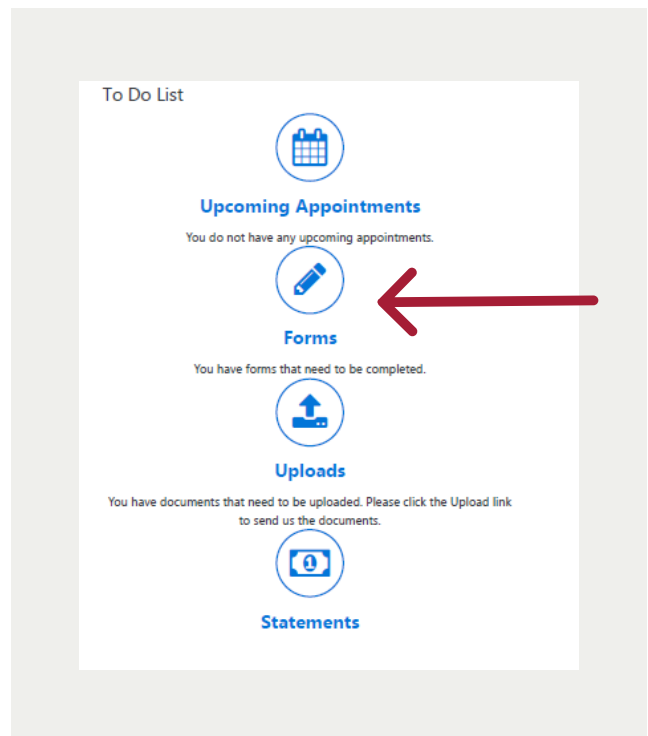 To Do List
Upcoming Appointments
You do not have any upcoming appointments.
Forms
You have forms that need to be completed.
Uploads
You have documents that need to be uploaded. Please click the Upload link
to send us the documents.
1
Statements